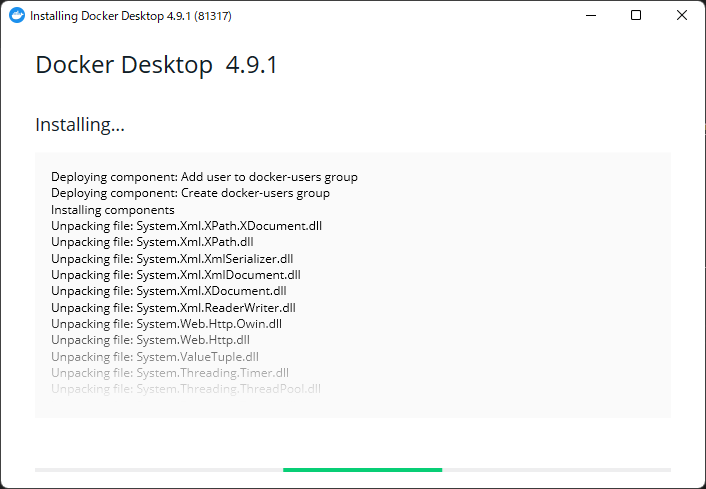 Installing Docker Desktop 4.9.1 (81317)
Docker Desktop 4.9.1
Installing...
Deploying component: Add user to docker-users group
Deploying component: Create docker-users group
Installing components
Unpacking file: System.Xml.XPath.XDocument.dll
Unpacking file: System.Xml.XPath.dll
Unpacking file: System.Xml.XmlSerializer.dll
Unpacking file: System.Xml.XmlDocument.dll
Unpacking file: System.Xml.XDocument.dll
Unpacking file: System.Xml.ReaderWriter.dll
Unpacking file: System.Web.Http.Owin.dll
Unpacking file: System.Web.Http.dll
Unpacking file: System.ValueTuple.dll
Unpacking file: System.Threading.Timer.dll
Unpacking file: System.Threading.ThreadPool.dll